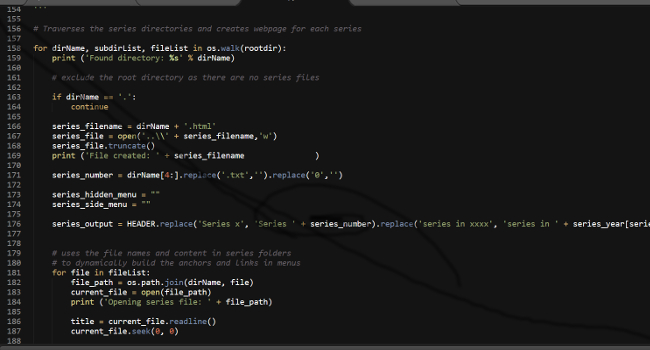 154 '''
155
156 # Traverses the series directories and creates webpage for each series
157
158 for dirName, subdirList, fileList in os.walk(rootdir):
159 print ('Found directory: %s' % dirName)
160
161 # exclude the root directory as there are no series files
162
163 if dirName == '.':
164 continue
165
166 series_filename = dirName + '.html'
167 series_file = open('..\\' + series_filename,'w')
168 series_file.truncate()
169 print ('File created: ' + series_filename )
170
171 series_number = dirName[4:].replace('.txt','').replace('0','')
172
173 series_hidden_menu = ""
174 series_side_menu = ""
175
176 series_output = HEADER.replace('Series x', 'Series ' + series_number).replace('series in xxxx', 'series in ' + series_year[serie
177
178
179 # uses the file names and content in series folders
180 # to dynamically build the anchors and links in menus
181 for file in fileList:
182 file_path = os.path.join(dirName, file)
183 current_file = open(file_path)
184 print ('Opening series file: ' + file_path)
185
186 title = current_file.readline()
187 current_file.seek(0, 0)
188